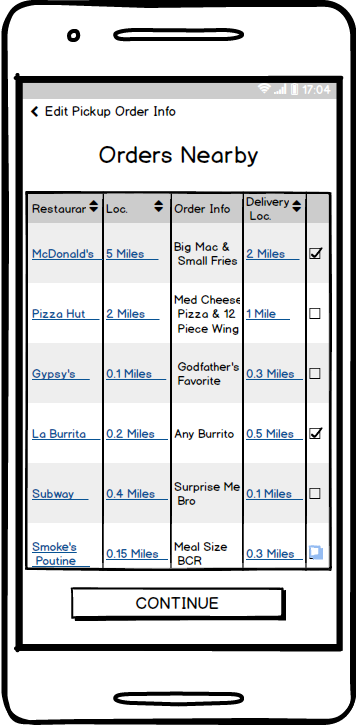 17:04
Edit Pickup Order Info
Orders Nearby
Restaurar Loc. Order Info Delivery
Loc.
McDonald's 5 Miles Big Mac & 2 Miles
Small Fries
Pizza Hut 2 Miles Med Cheese 1 Mile
Pizza & 12
Piece Wing
Gypsy's 0.1 Miles Godfather's 0.3 Miles
Favorite
La Burrita 0.2 Miles Any Burrito 0.5 Miles
Subway 0.4 Miles Surprise Me 0.1 Miles
Bro
Smoke's 0.15 Miles Meal Size 0.3 Miles
Poutine BCR
CONTINUE